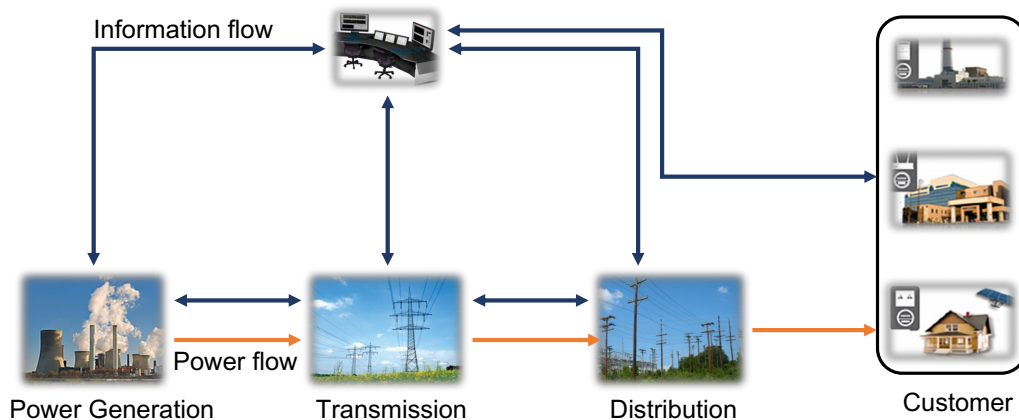 Information flow
Power flow
Power Generation
Transmission
Distribution
Customer